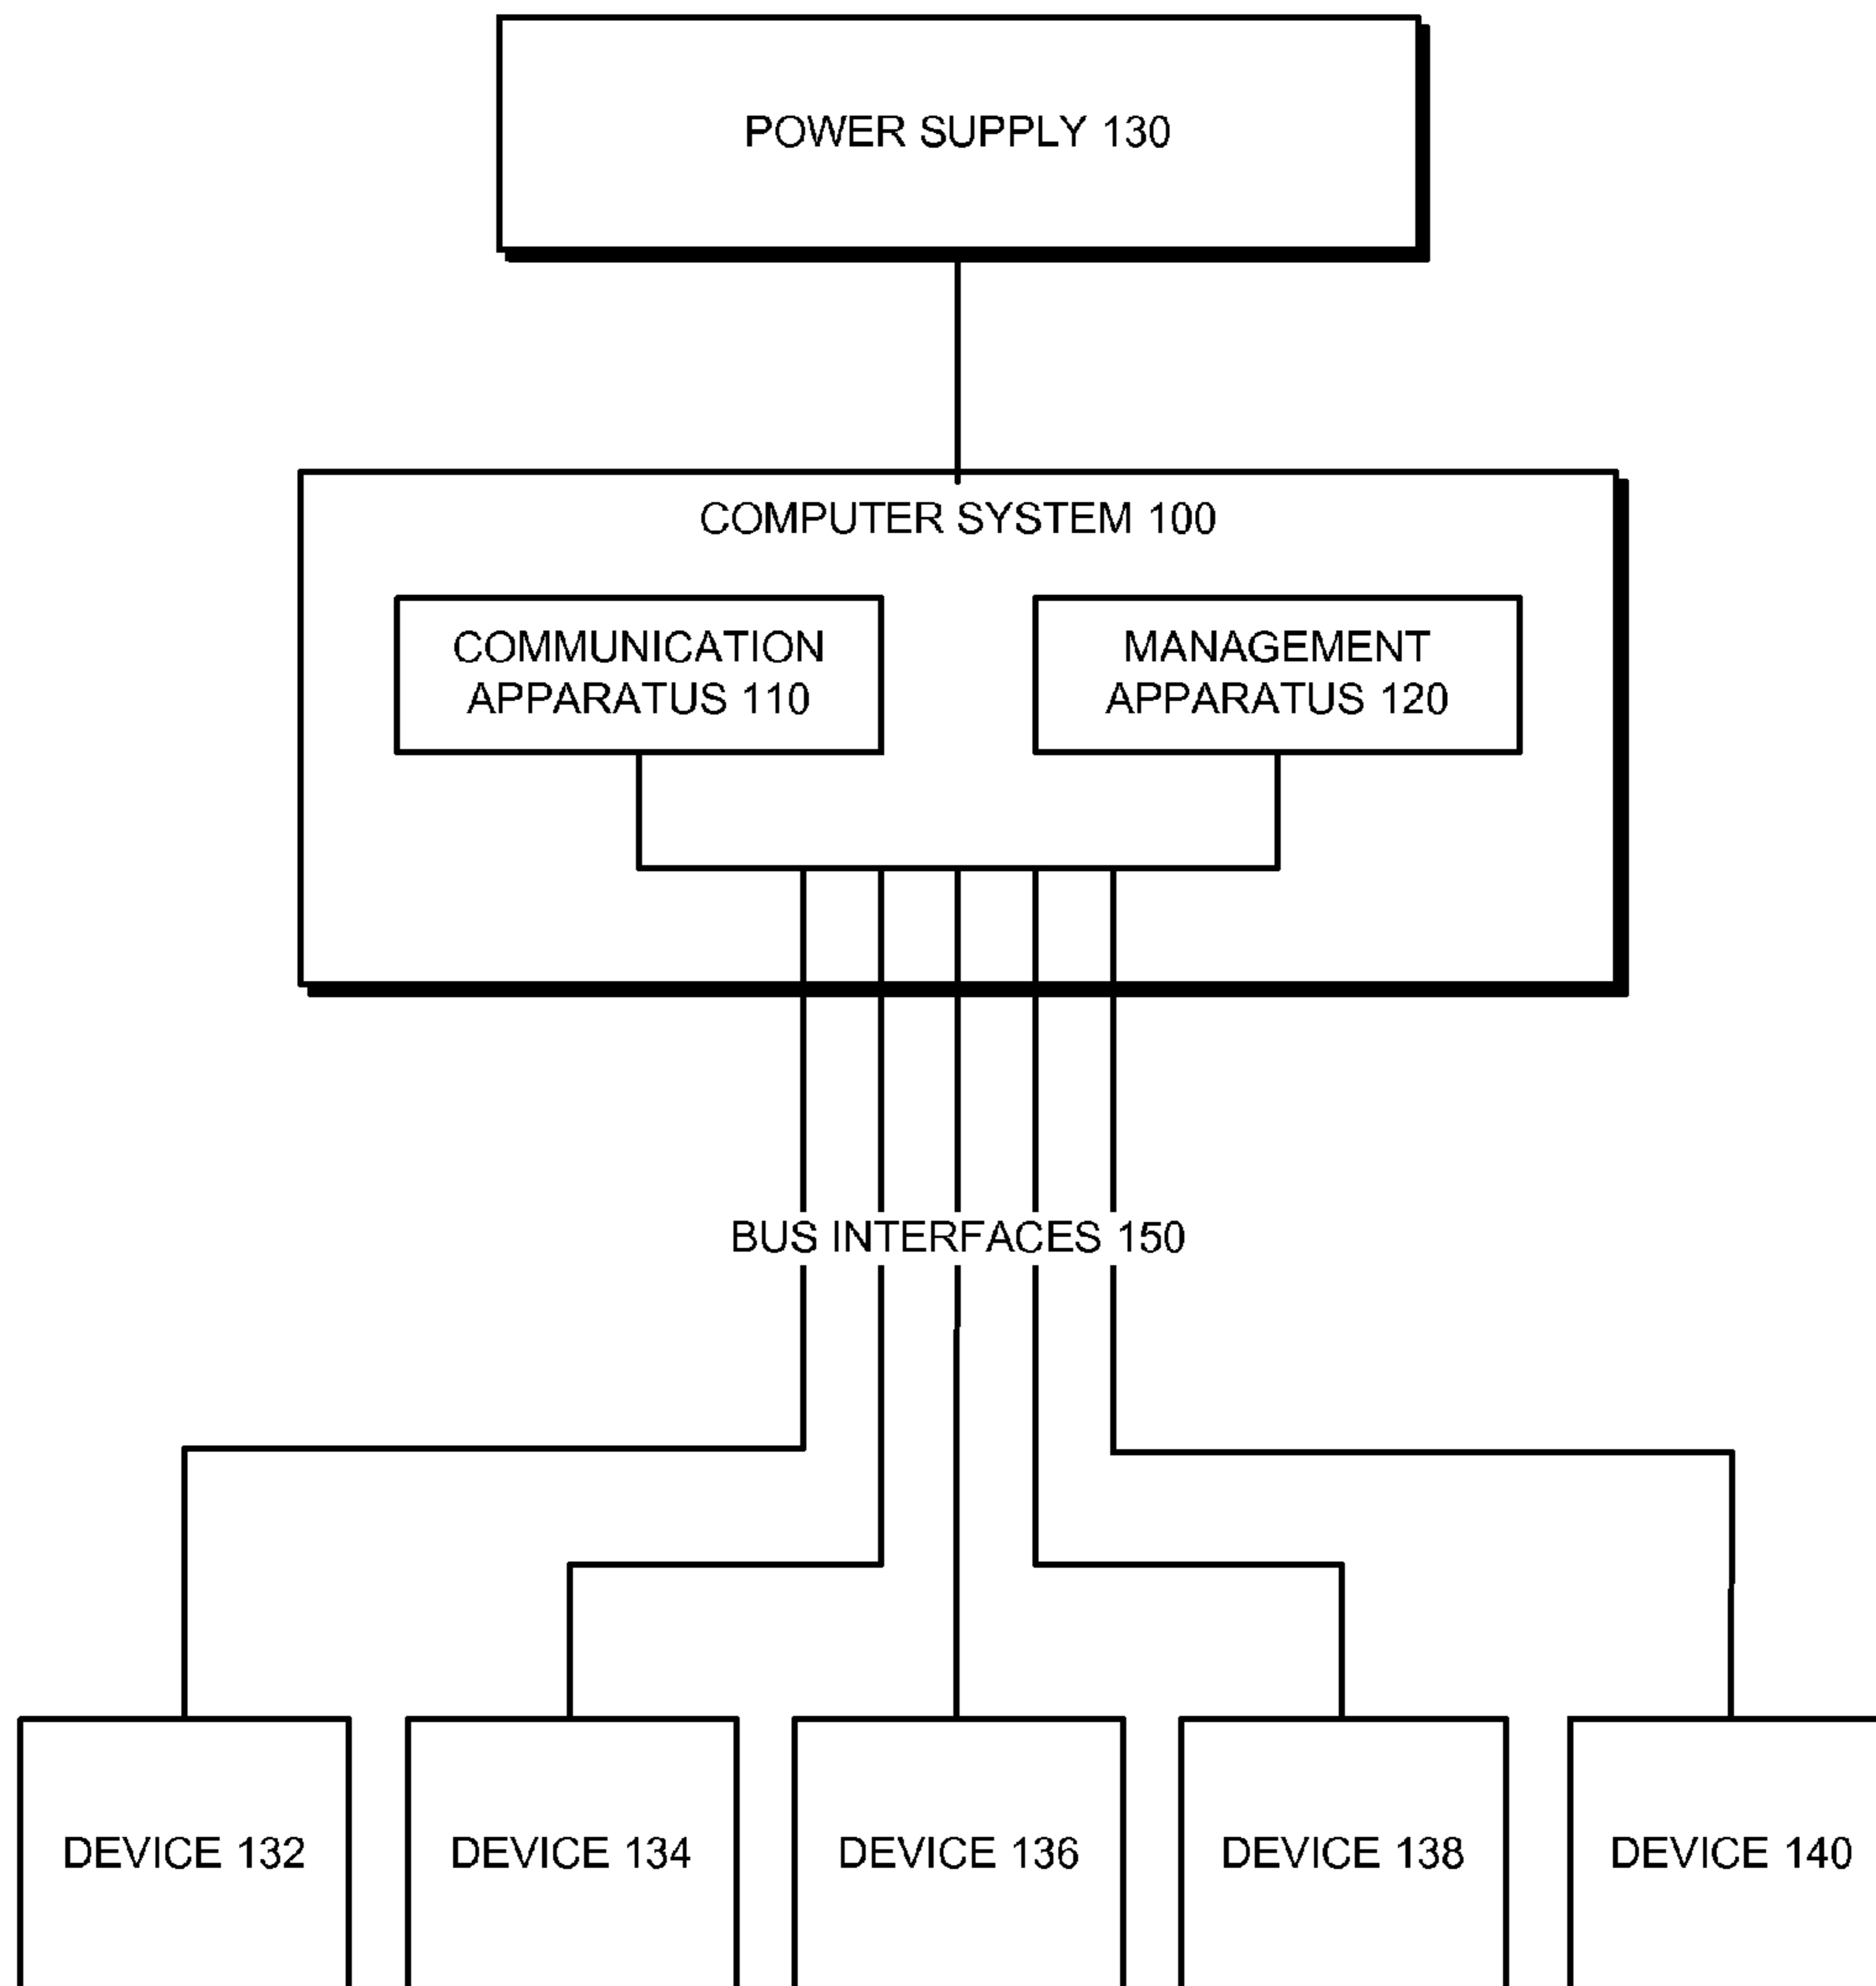 POWER SUPPLY 130
COMPUTER SYSTEM 100
COMMUNICATION
APPARATUS 110
MANAGEMENT
APPARATUS 120
BUS INTERFACES 150
DEVICE 132
DEVICE 134
DEVICE 136
DEVICE 138
DEVICE 140